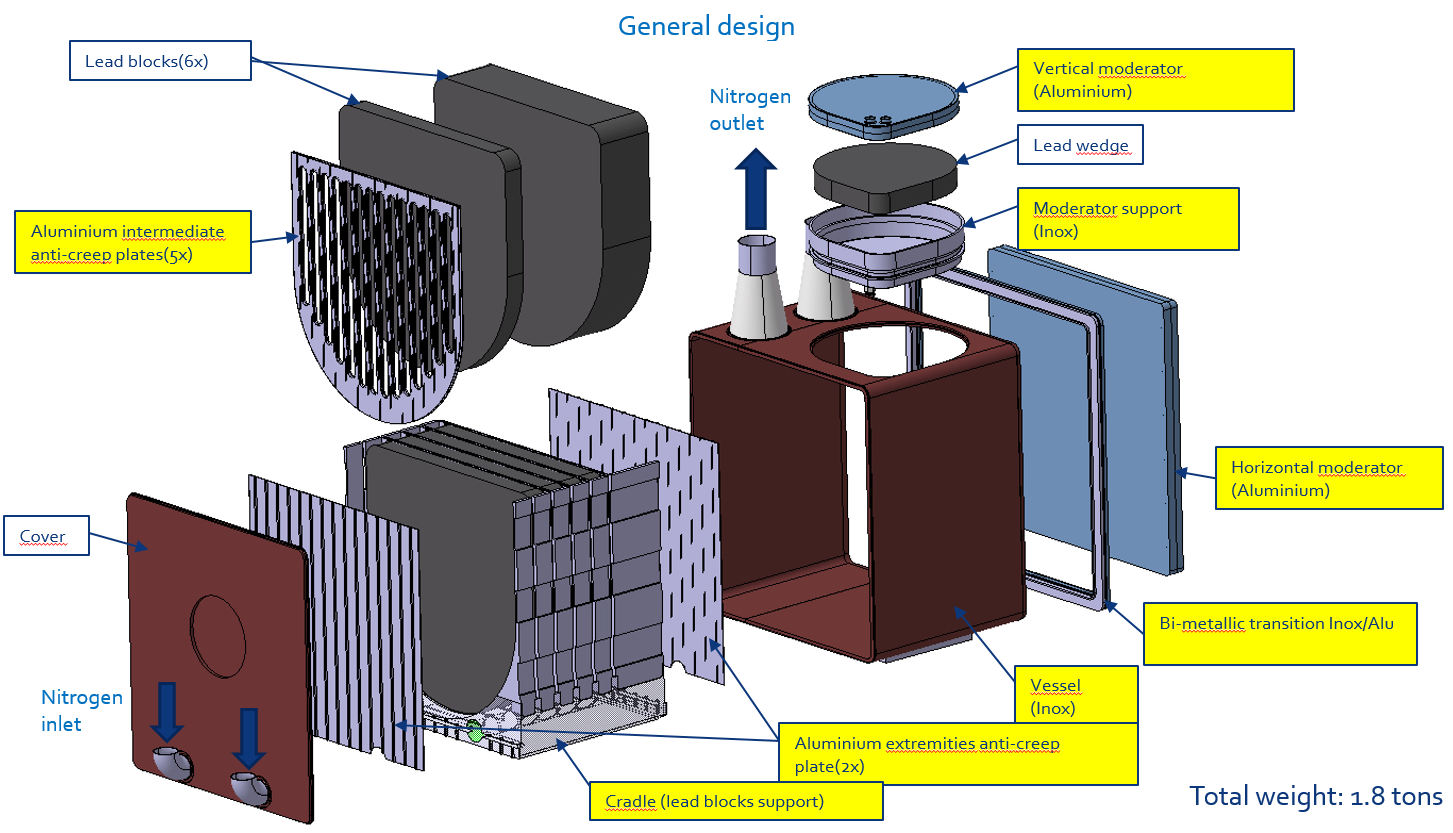 General design
Lead blocks(6x)
Nitrogen
outlet
Vertical moderator
(Aluminium)
Lead wedge
Moderator support
(Inox)
Aluminium intermediate
anti-creep plates(5x)
Horizontal moderator
(Aluminium)
Cover
Bi-metallic transition Inox/Alu
Nitrogen
inlet
Vessel
(Inox)
Aluminium extremities anti-creep
plate(2x)
Cradle (lead blocks support)
Total weight: 1.8 tons